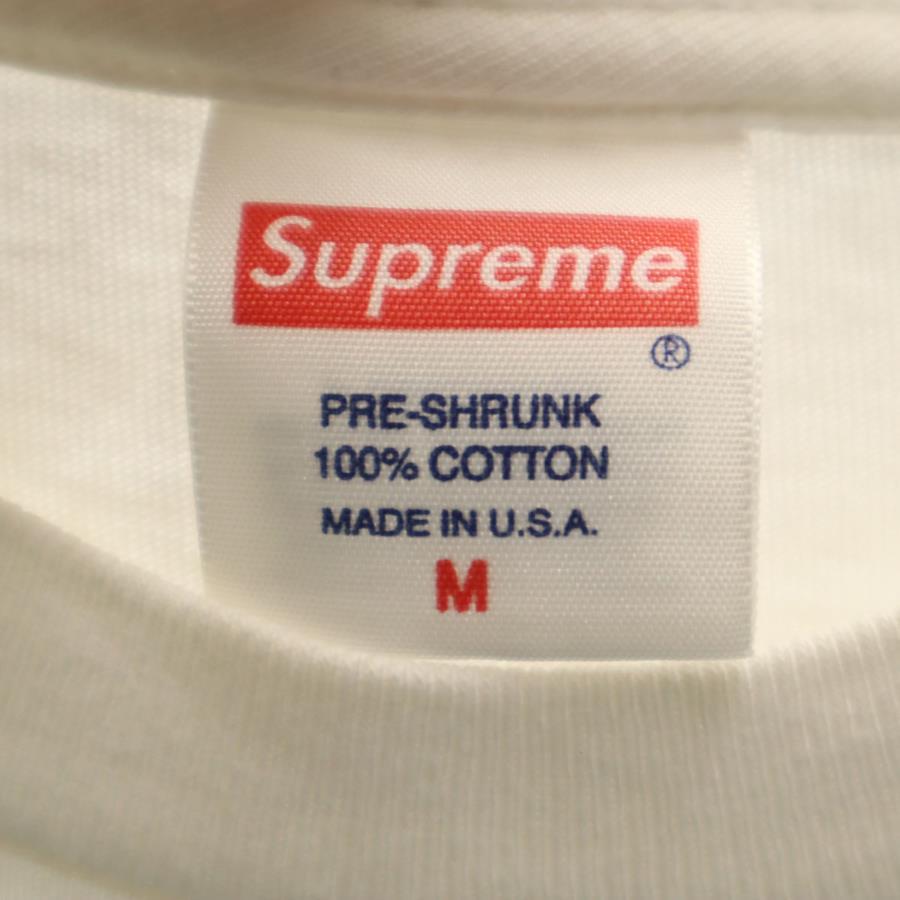 Supreme
®
PRE-SHRUNK
100% COTTON
MADE IN U.S.A.
M